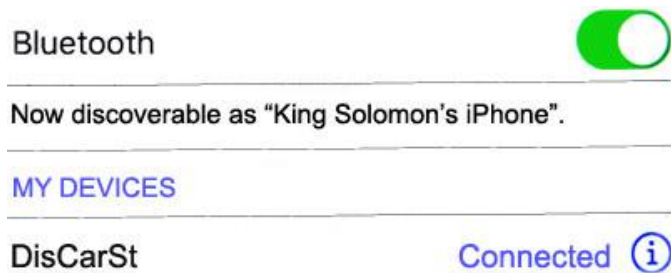 Bluetooth
Now discoverable as “King Solomon’s iPhone”.
MY DEVICES
DisCarSt
Connected